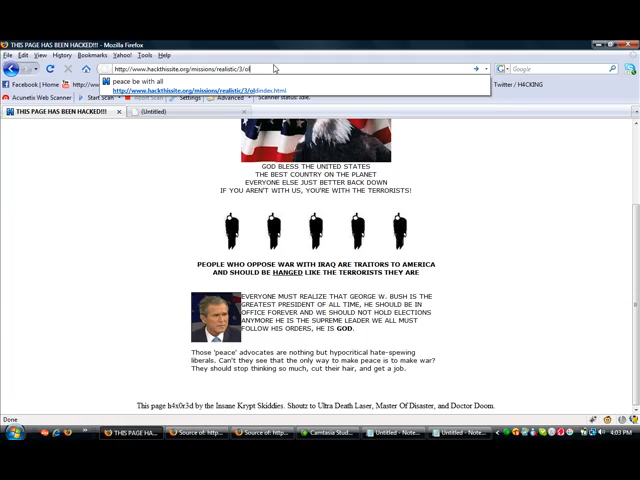 THIS PAGE HAS BEEN HACKED!!! - Mozilla Firefox
File Edit View History Bookmarks Yahoo! Tools Help
http://www.hackthissite.org/missions/realistic/3/ol
Google
peace be with all
http://www.hackthissite.org/missions/realistic/3/oldindex.html
Facebook | Home
http://www
Twitter / H4CKING
Acunetix Web Scanner Start Scan Settings Advanced Scanner status: Idle.
THIS PAGE HAS BEEN HACKED!!!
(Untitled)
GOD BLESS THE UNITED STATES
THE BEST COUNTRY ON THE PLANET
EVERYONE ELSE JUST BETTER BACK DOWN
IF YOU AREN'T WITH US, YOU'RE WITH THE TERRORISTS!
PEOPLE WHO OPPOSE WAR WITH IRAQ ARE TRAITORS TO AMERICA
AND SHOULD BE HANGED LIKE THE TERRORISTS THEY ARE
EVERYONE MUST REALIZE THAT GEORGE W. BUSH IS THE
GREATEST PRESIDENT OF ALL TIME, HE SHOULD BE IN
OFFICE FOREVER AND WE SHOULD NOT HOLD ELECTIONS
ANYMORE HE IS THE SUPREME LEADER WE ALL MUST
FOLLOW HIS ORDERS, HE IS GOD.
Those 'peace' advocates are nothing but hypocritical hate-spewing
liberals. Can't they see that the only way to make peace is to make war?
They should stop thinking so much, cut their hair, and get a job.
This page h4x0r3d by the Insane Krypt Skiddies. Shoutz to Ultra Death Laser, Master Of Disaster, and Doctor Doom.
Done
THIS PAGE HA...
Source of: http...
Source of: http...
Camtasia Stud...
Untitled - Note...
Untitled - Note...
4:03 PM